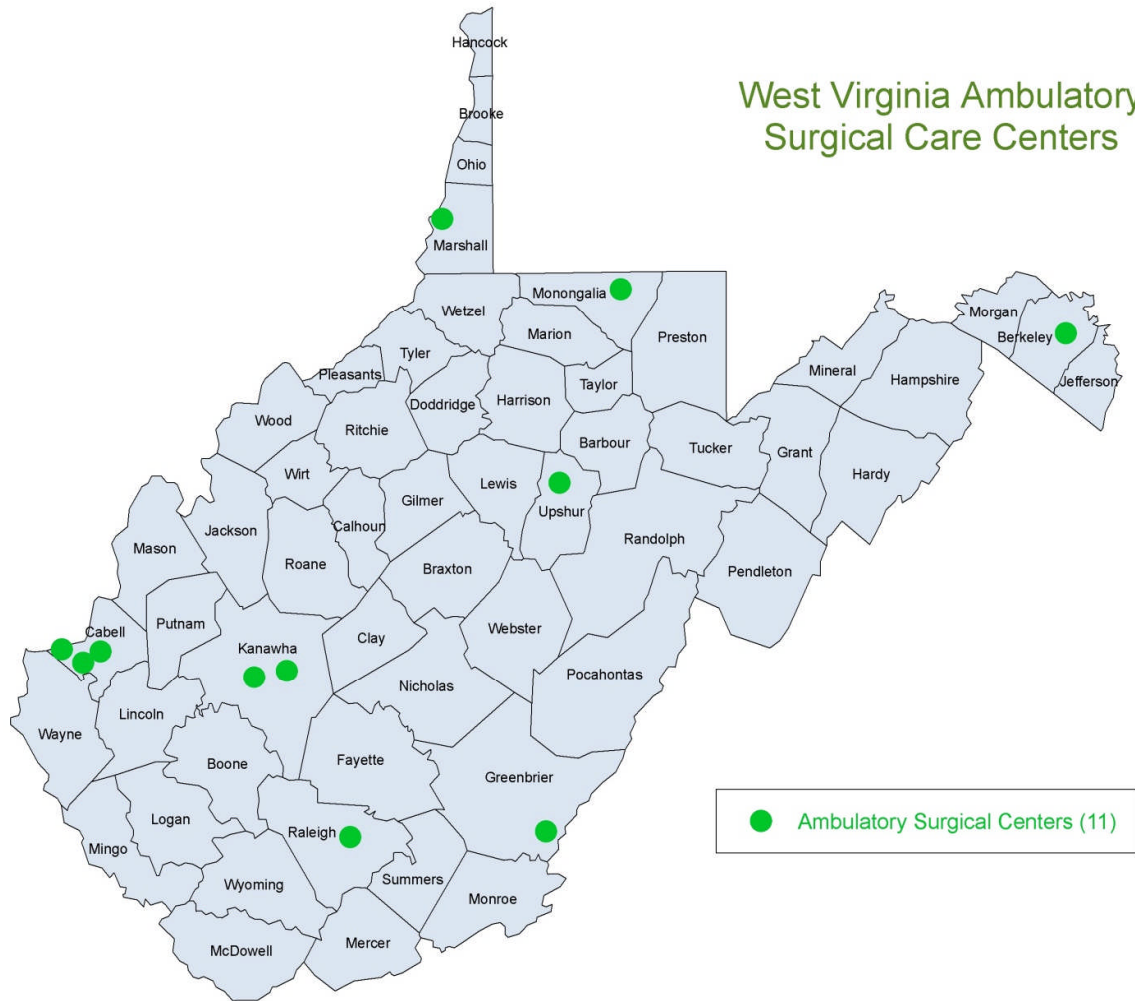 Hancock
West Virginia Ambulatory
Surgical Care Centers
Brooke
Ohio
Marshall
Monongalia
Wetzel
Marion
Preston
Morgan
Berkeley
Jefferson
Mineral
Hampshire
Tyler
Pleasants
Doddridge
Harrison
Taylor
Wood
Ritchie
Barbour
Tucker
Grant
Hardy
Wirt
Lewis
Gilmer
Upshur
Calhoun
Jackson
Randolph
Mason
Roane
Braxton
Pendleton
Cabell
Putnam
Kanawha
Clay
Webster
Pocahontas
Nicholas
Lincoln
Wayne
Boone
Fayette
Greenbrier
Logan
Raleigh
Ambulatory Surgical Centers (11)
Mingo
Wyoming
Summers
Monroe
McDowell
Mercer